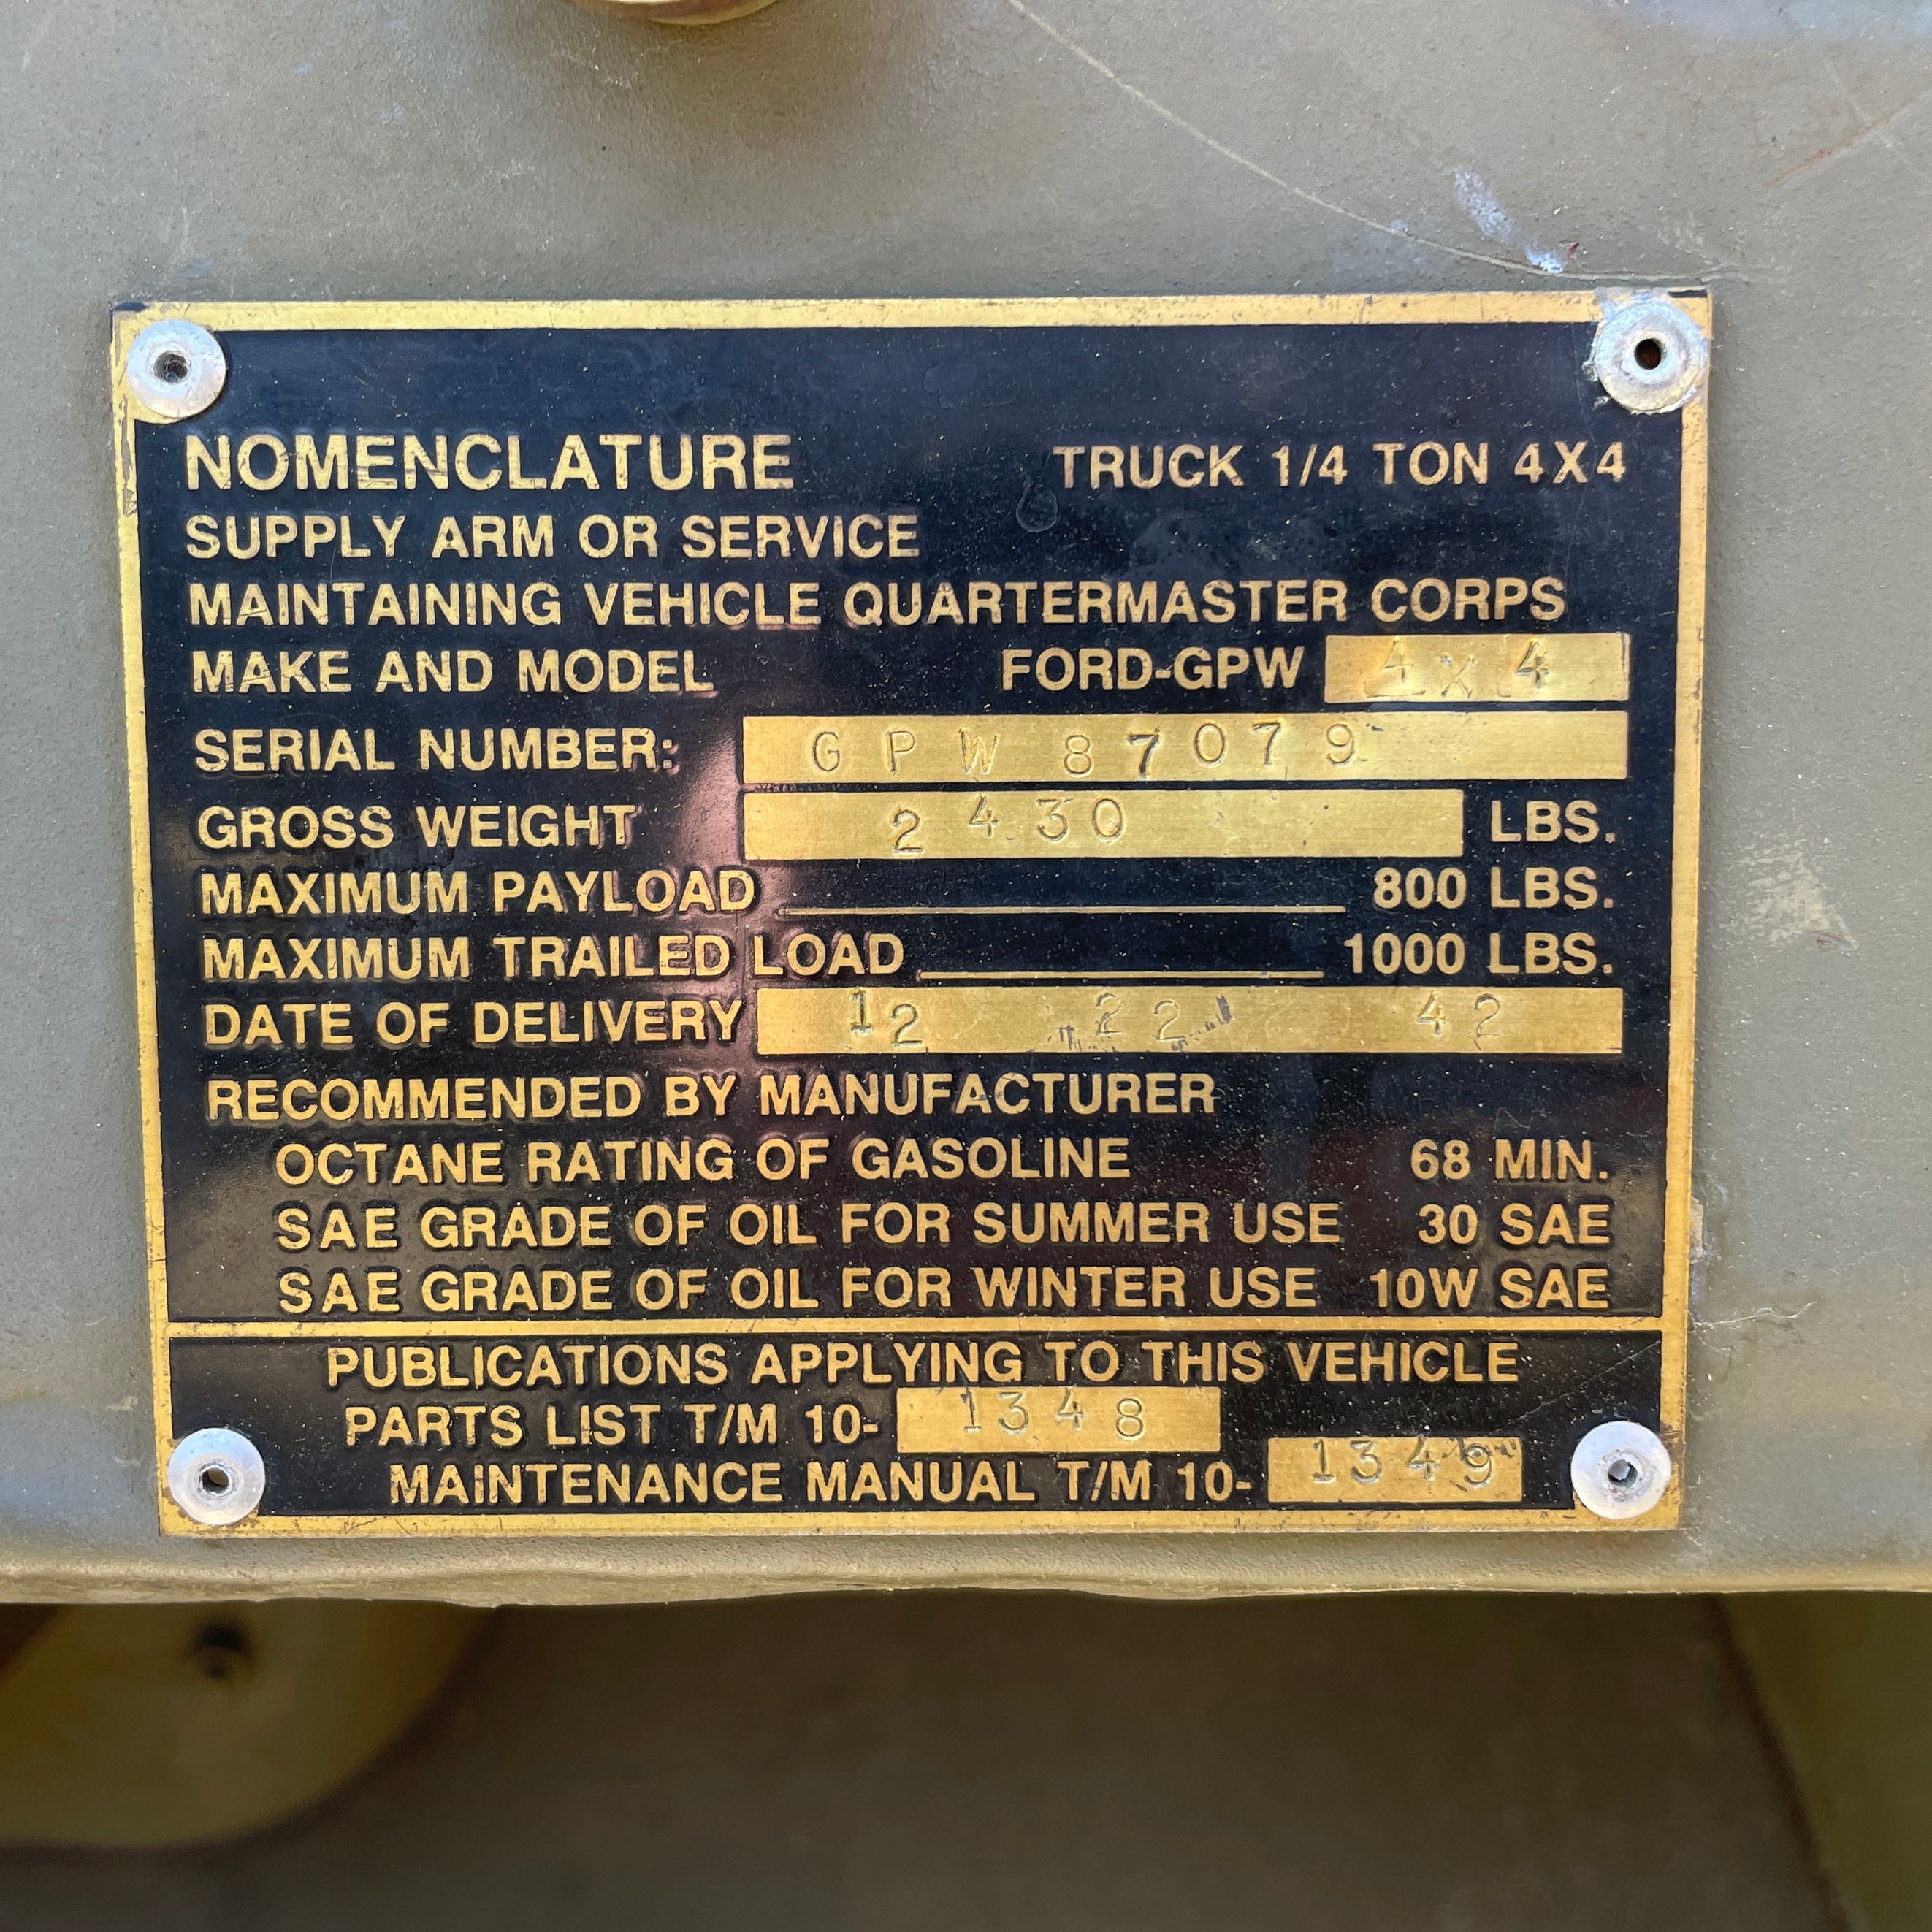 NOMENCLATURE TRUCK 1/4 TON 4X4
SUPPLY ARM OR SERVICE
MAINTAINING VEHICLE QUARTERMASTER CORPS
MAKE AND MODEL FORD-GPW 4 x 4
SERIAL NUMBER: GPW 87079
GROSS WEIGHT 2430 LBS.
MAXIMUM PAYLOAD 800 LBS.
MAXIMUM TRAILED LOAD 1000 LBS.
DATE OF DELIVERY 12 22 42
RECOMMENDED BY MANUFACTURER
OCTANE RATING OF GASOLINE 68 MIN.
SAE GRADE OF OIL FOR SUMMER USE 30 SAE
SAE GRADE OF OIL FOR WINTER USE 10W SAE
PUBLICATIONS APPLYING TO THIS VEHICLE
PARTS LIST T/M 10- 1348
MAINTENANCE MANUAL T/M 10- 1349